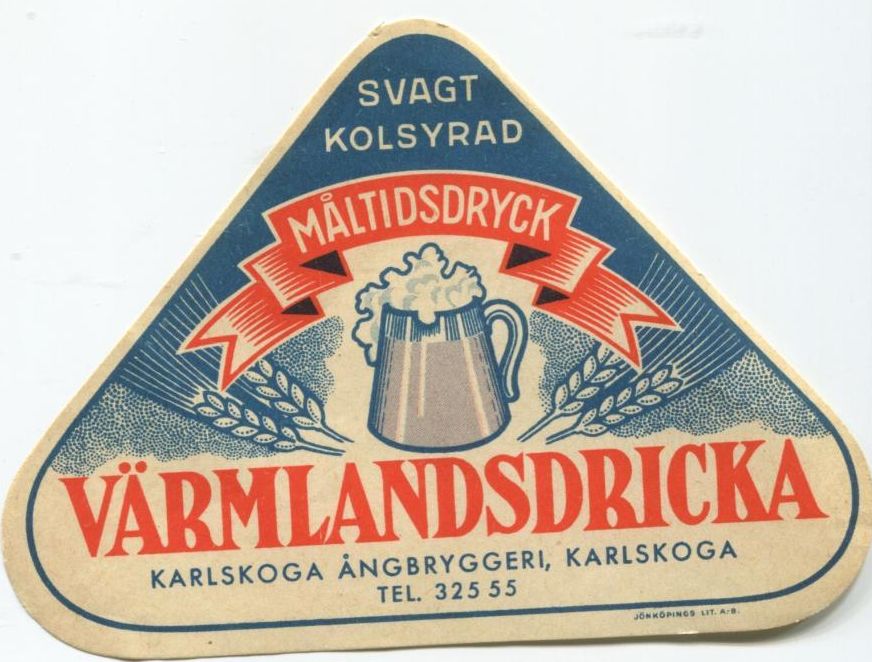 SVAGT
KOLSYRAD
MÅLTIDSDRYCK
VÄRMLANDSDRICKA
KARLSKOGA ÅNGBRYGGERI, KARLSKOGA
TEL. 325 55
JÖNKÖPINGS LIT. A.-B.